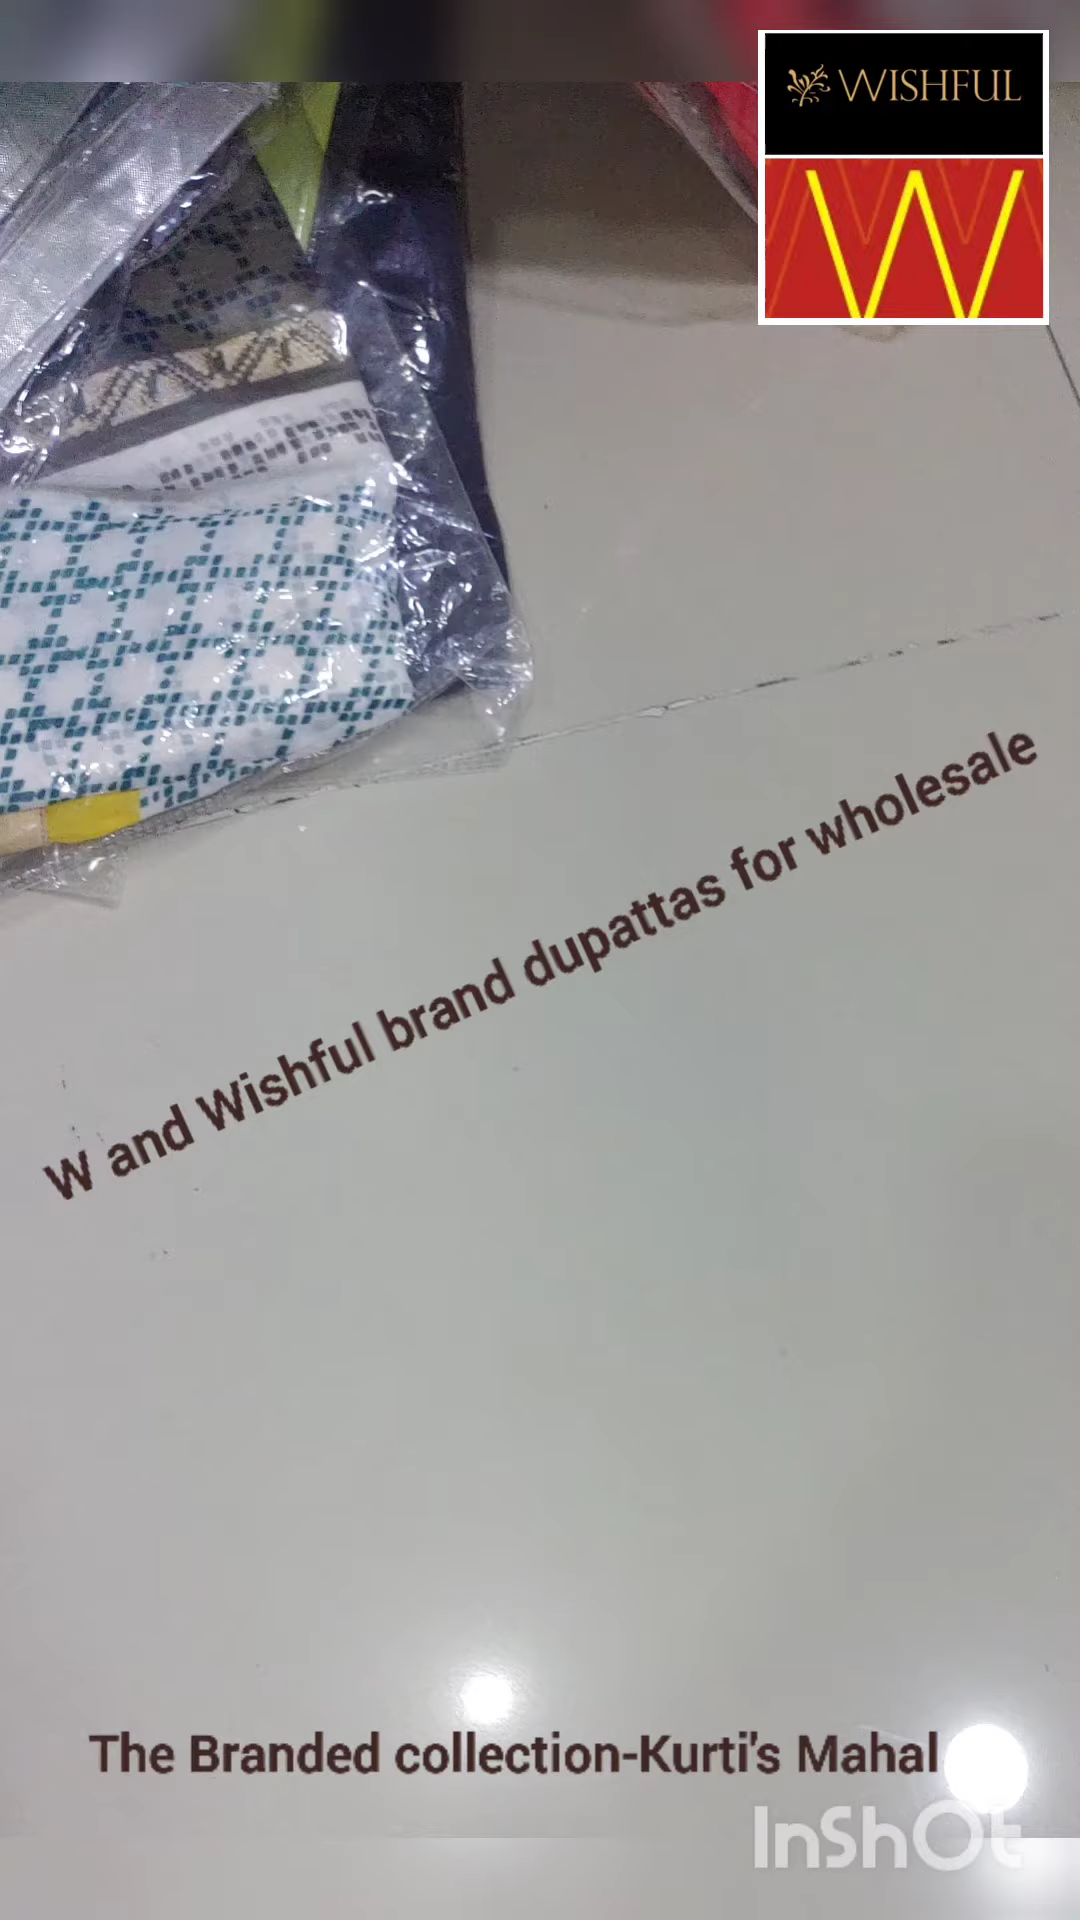 WISHFUL
W
W and Wishful brand dupattas for wholesale
The Branded collection-Kurti's Mahal
InShOt